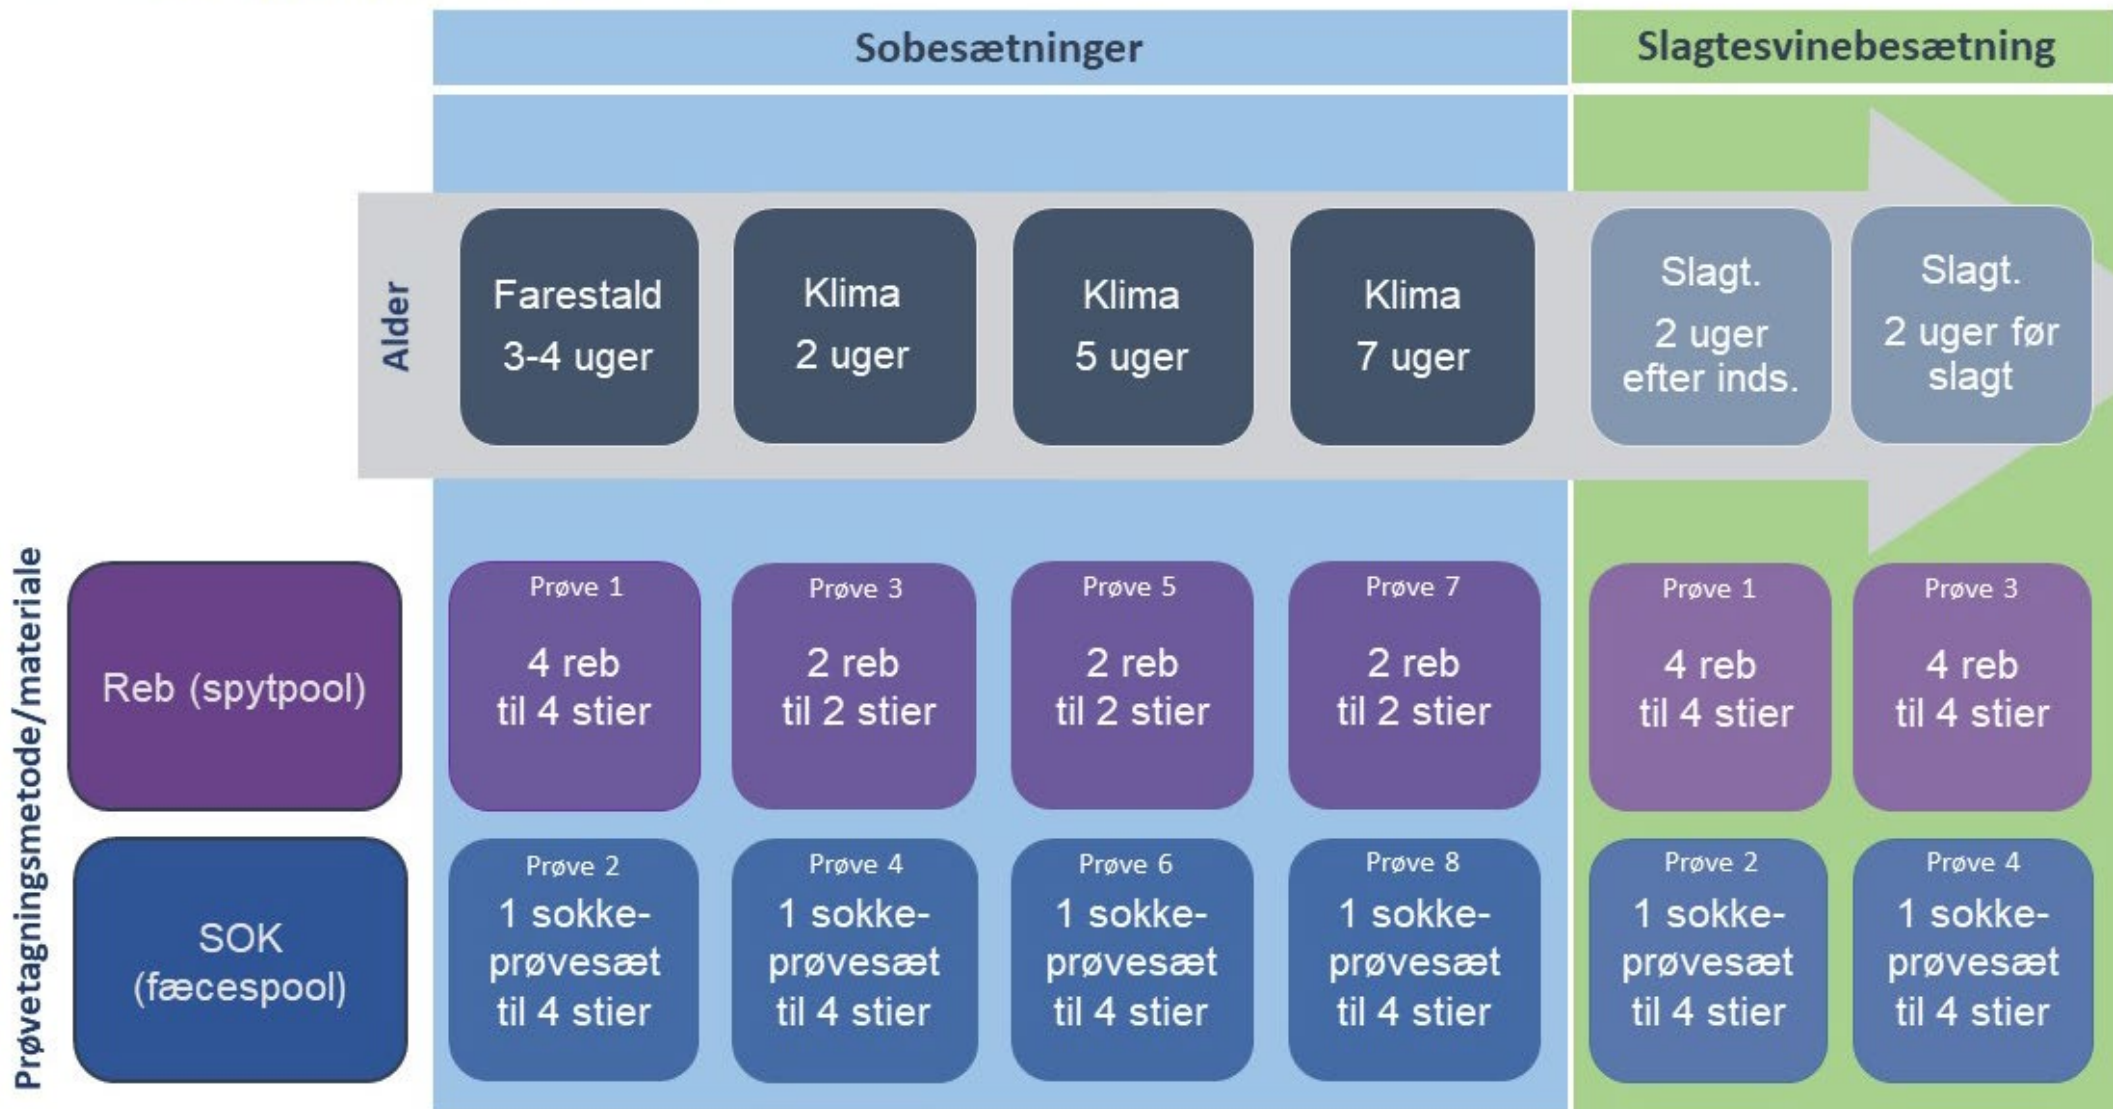 Sobesætninger
Slagtesvinebesætning
Alder
Farestald
3-4 uger
Klima
2 uger
Klima
5 uger
Klima
7 uger
Slagt.
2 uger
efter inds.
Slagt.
2 uger før
slagt
Prøvetagningsmetode/materiale
Reb (spytpool)
Prøve 1
4 reb
til 4 stier
Prøve 3
2 reb
til 2 stier
Prøve 5
2 reb
til 2 stier
Prøve 7
2 reb
til 2 stier
Prøve 1
4 reb
til 4 stier
Prøve 3
4 reb
til 4 stier
SOK
(fæcespool)
Prøve 2
1 sokke-
prøvesæt
til 4 stier
Prøve 4
1 sokke-
prøvesæt
til 4 stier
Prøve 6
1 sokke-
prøvesæt
til 4 stier
Prøve 8
1 sokke-
prøvesæt
til 4 stier
Prøve 2
1 sokke-
prøvesæt
til 4 stier
Prøve 4
1 sokke-
prøvesæt
til 4 stier